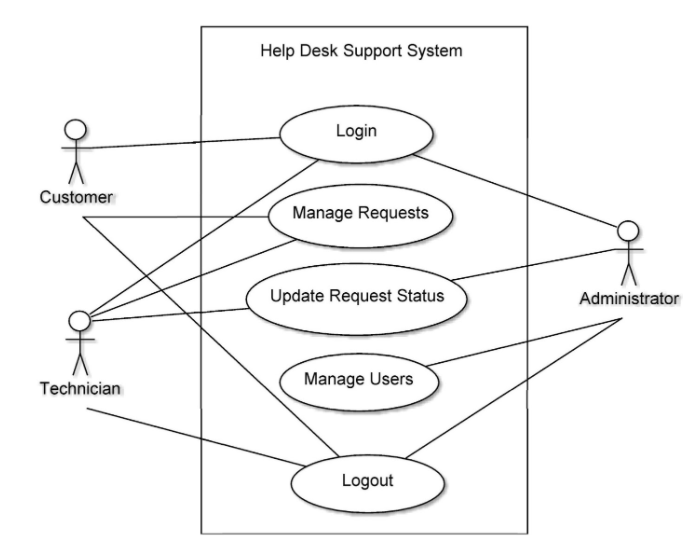 Help Desk Support System
Login
Customer
Manage Requests
Update Request Status
Administrator
Manage Users
Technician
Logout